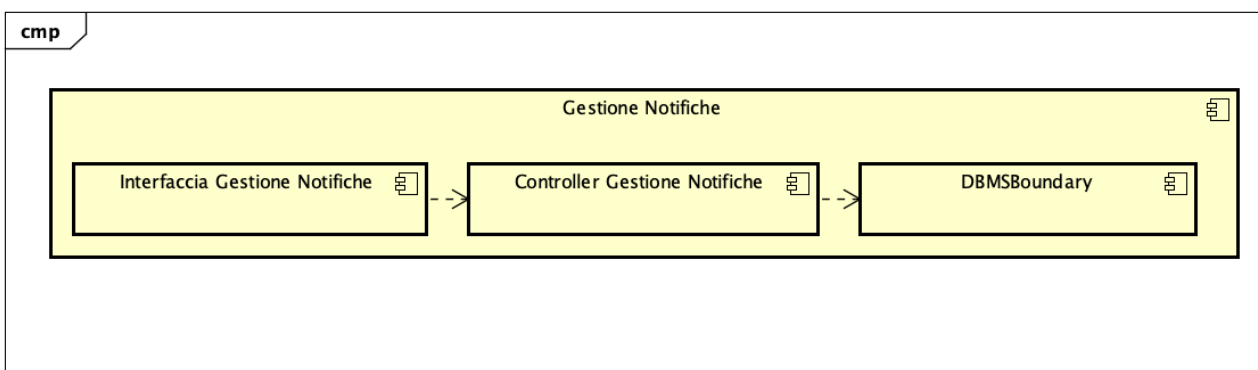 cmp
Gestione Notifiche
Interfaccia Gestione Notifiche
Controller Gestione Notifiche
DBMSBoundary